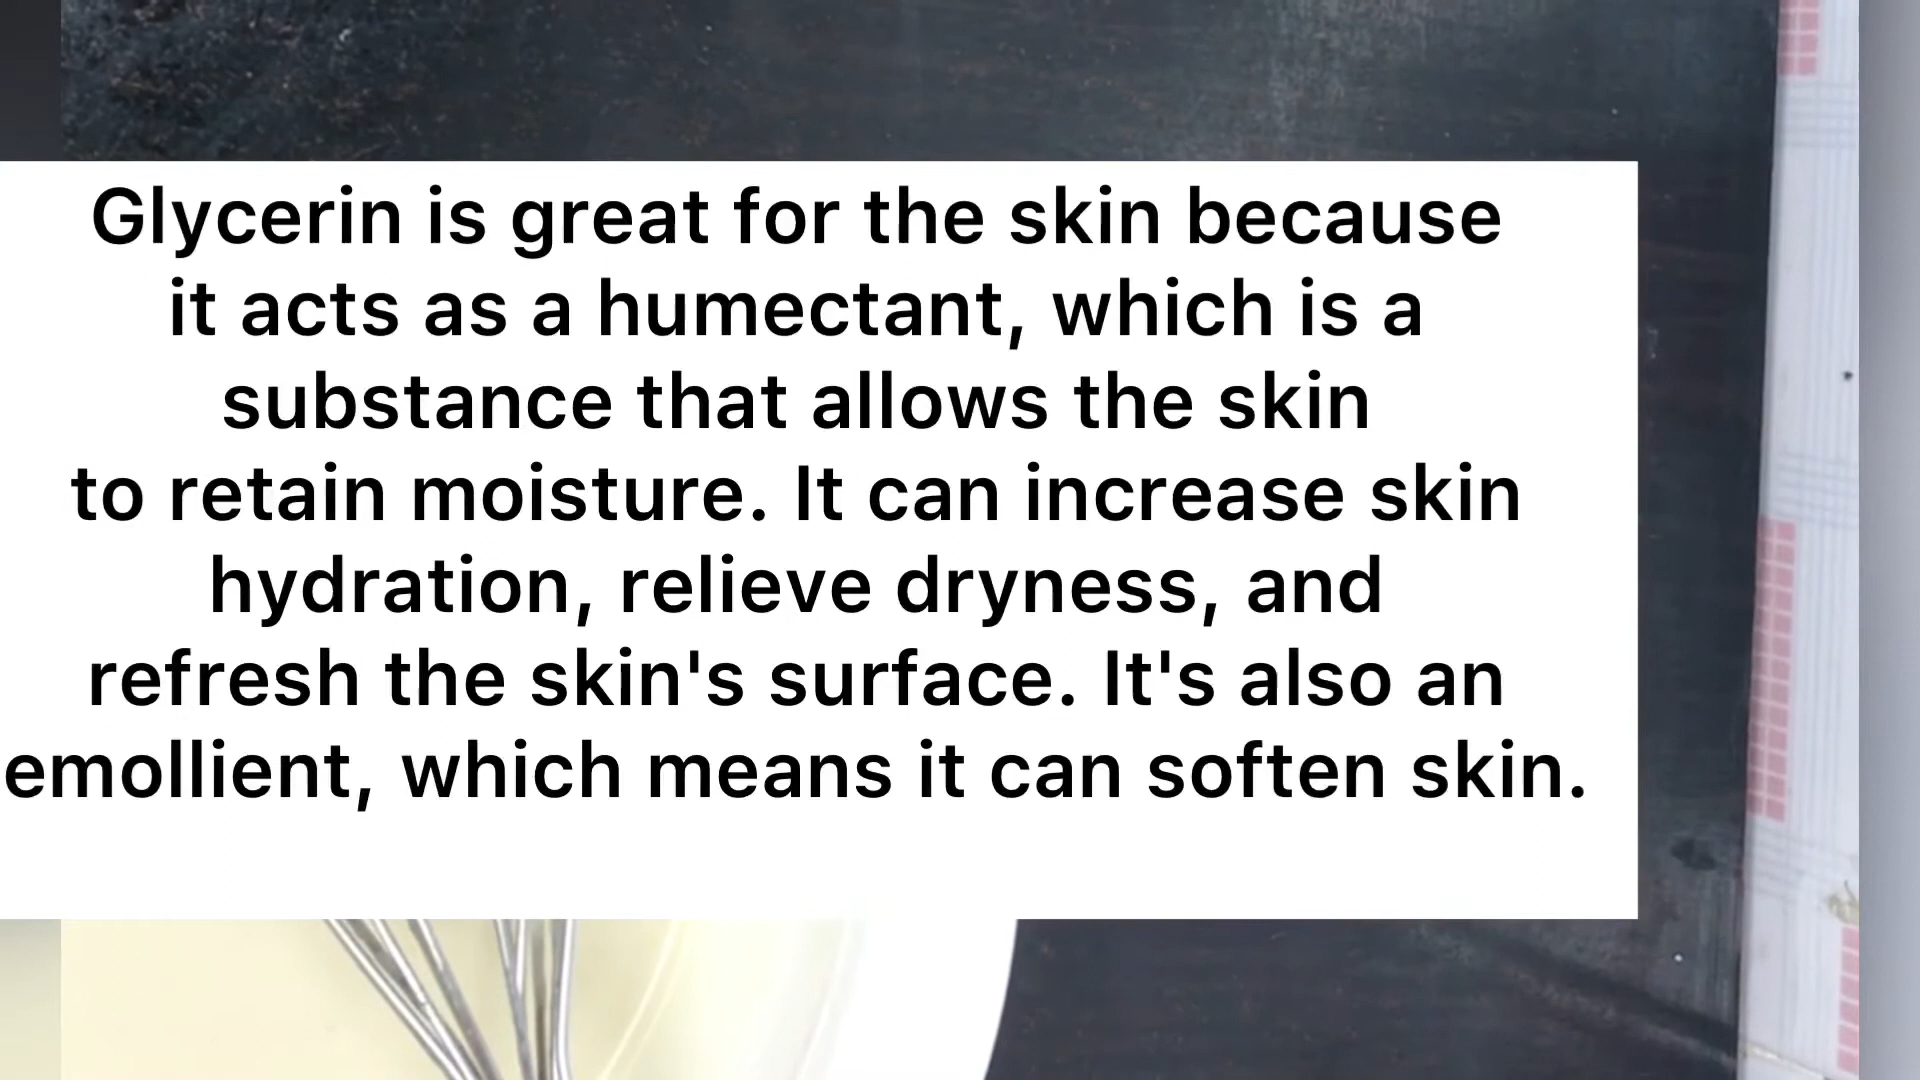 Glycerin is great for the skin because
it acts as a humectant, which is a
substance that allows the skin
to retain moisture. It can increase skin
hydration, relieve dryness, and
refresh the skin's surface. It's also an
emollient, which means it can soften skin.